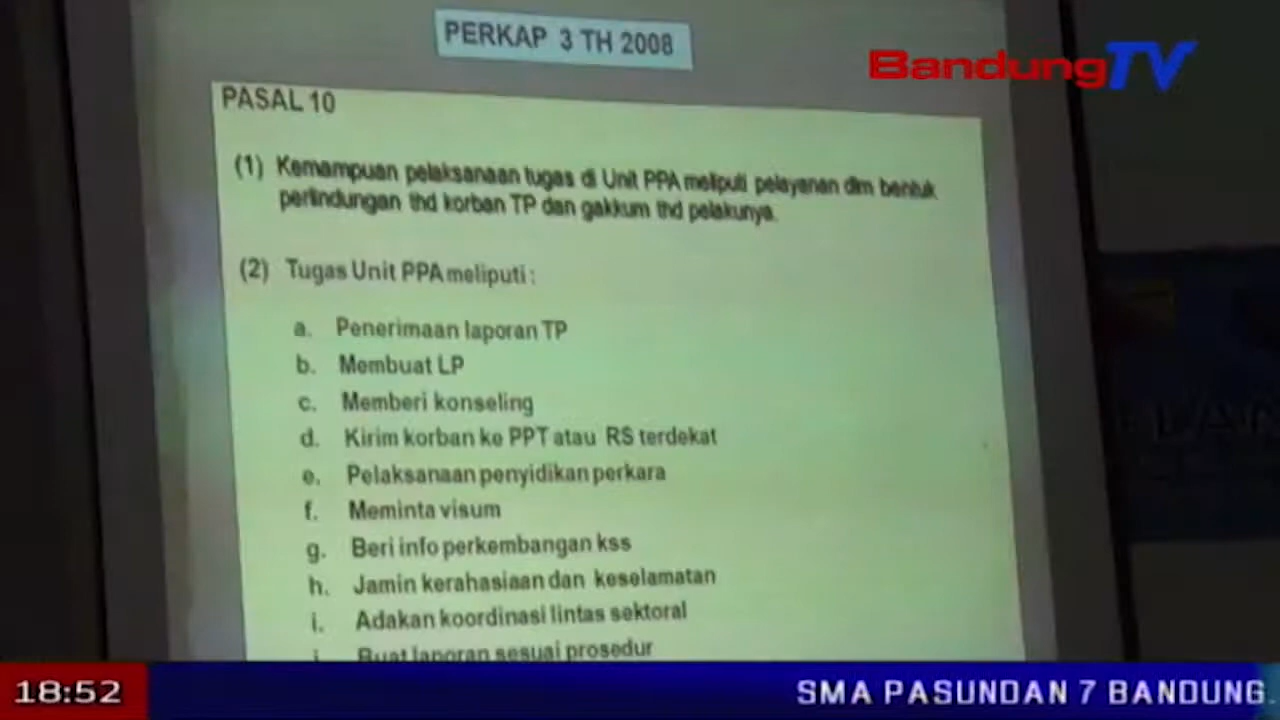 PERKAP 3 TH 2008
BandungTV
PASAL 10
(1) Kemampuan pelaksanaan tugas di Unit PPA meliputi pelayanan dlm bentuk
perlindungan thd korban TP dan gakkum thd pelakunya.
(2) Tugas Unit PPA meliputi :
a. Penerimaan laporan TP
b. Membuat LP
c. Memberi konseling
d. Kirim korban ke PPT atau RS terdekat
e. Pelaksanaan penyidikan perkara
f. Meminta visum
g. Beri info perkembangan kss
h. Jamin kerahasiaan dan keselamatan
i. Adakan koordinasi lintas sektoral
j. Buat laporan sesuai prosedur
18:52
SMA PASUNDAN 7 BANDUNG.